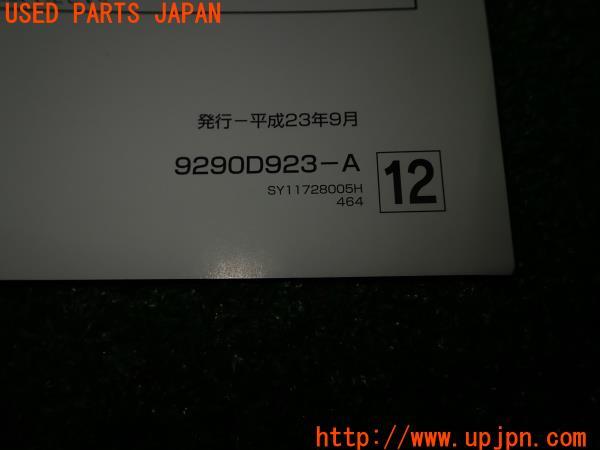 USED PARTS JAPAN
発行－平成23年9月
9290D923－A
12
SY11728005H
464
http://www.upjpn.com/